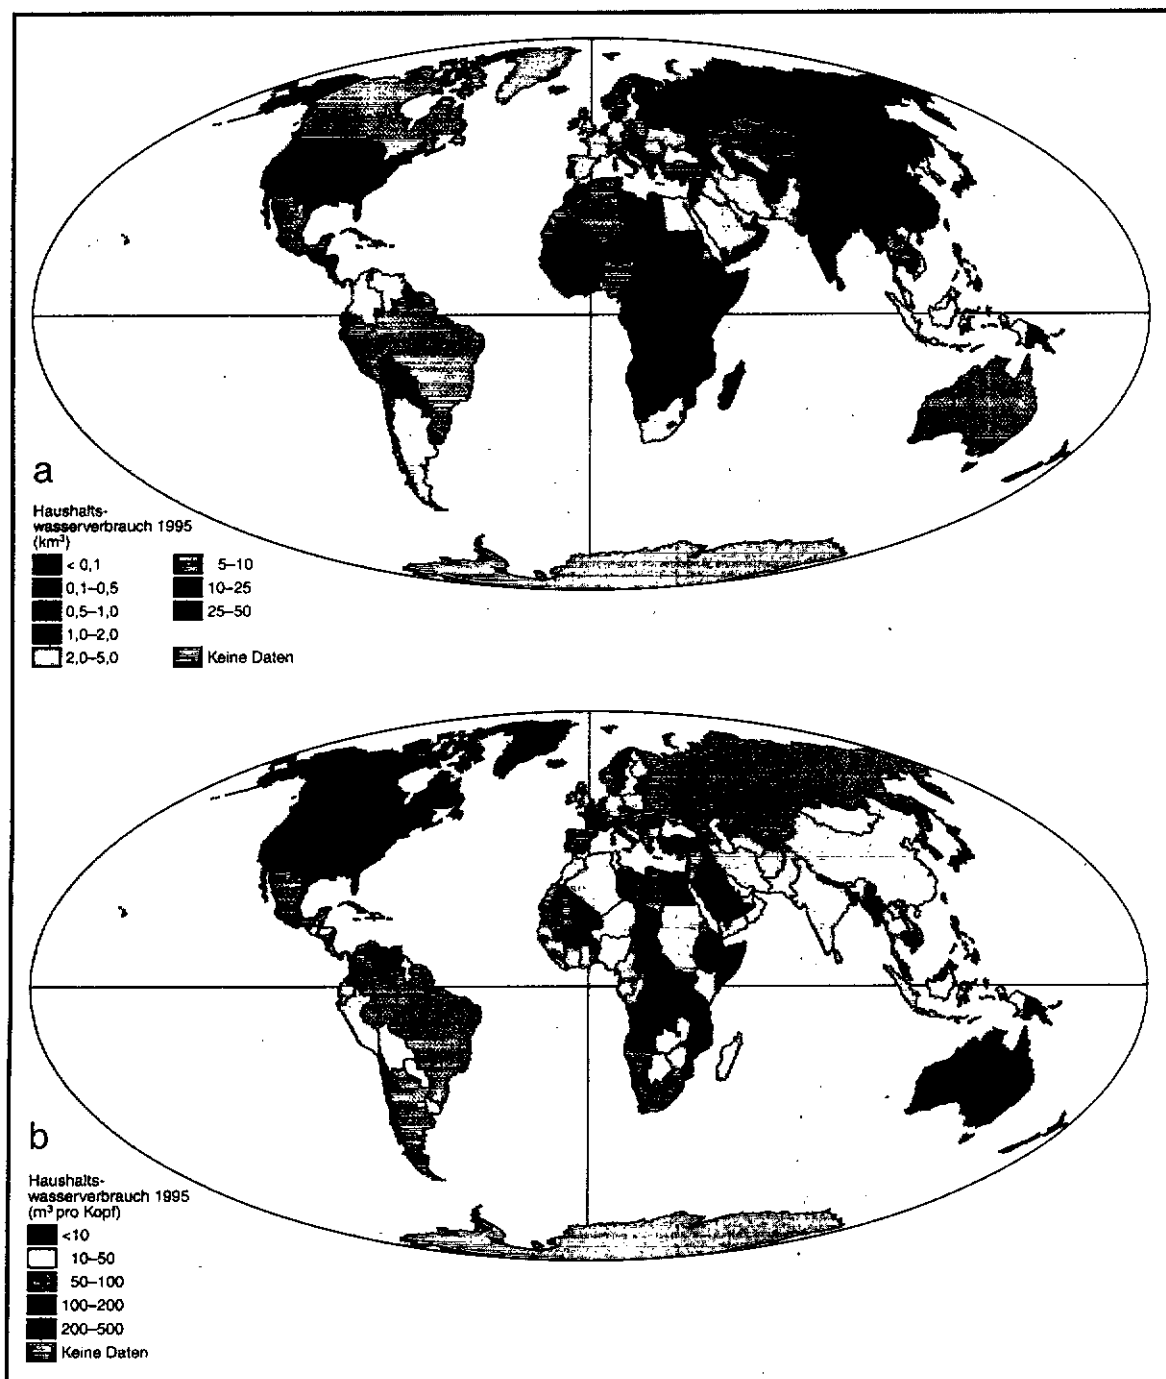 a
Haushalts-
wasserverbrauch 1995
(km³)
< 0,1
0,1–0,5
0,5–1,0
1,0–2,0
2,0–5,0
5–10
10–25
25–50
Keine Daten
b
Haushalts-
wasserverbrauch 1995
(m³ pro Kopf)
<10
10–50
50–100
100–200
200–500
Keine Daten